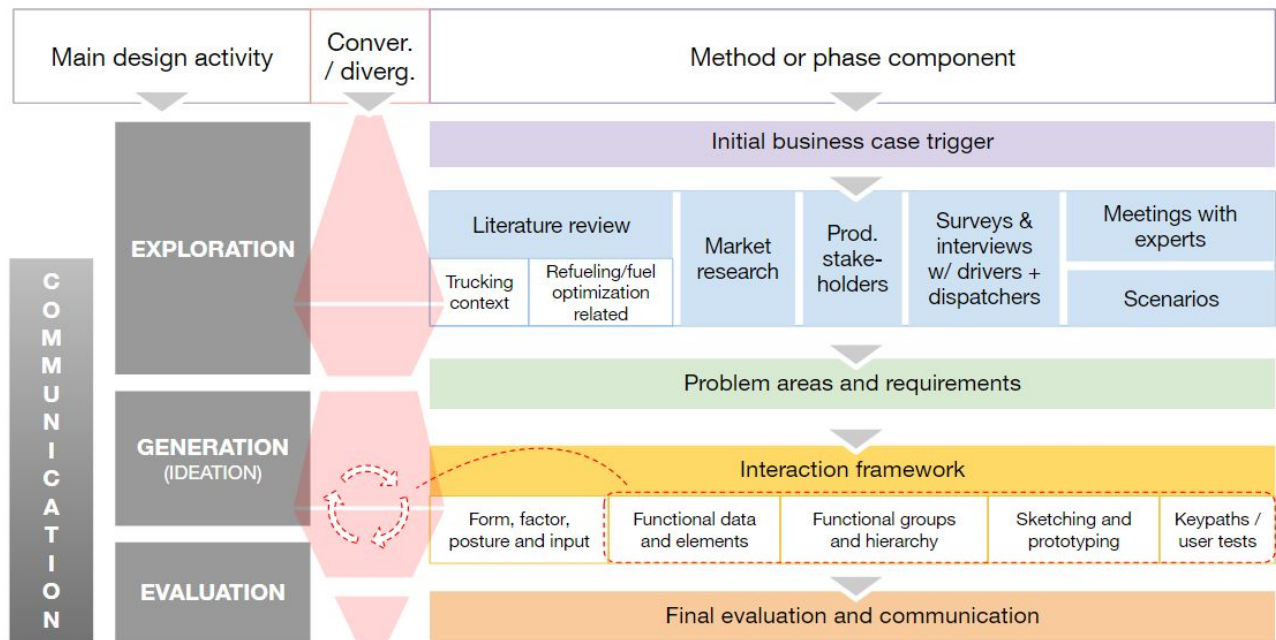 Main design activity
Conver.
/ diverg.
Method or phase component
COMMUNICATION
EXPLORATION
Initial business case trigger
Literature review
Trucking
context
Refueling/fuel
optimization
related
Market
research
Prod.
stake-
holders
Surveys &
interviews
w/ drivers +
dispatchers
Meetings with
experts
Scenarios
Problem areas and requirements
GENERATION
(IDEATION)
Interaction framework
Form, factor,
posture and input
Functional data
and elements
Functional groups
and hierarchy
Sketching and
prototyping
Keypaths /
user tests
EVALUATION
Final evaluation and communication